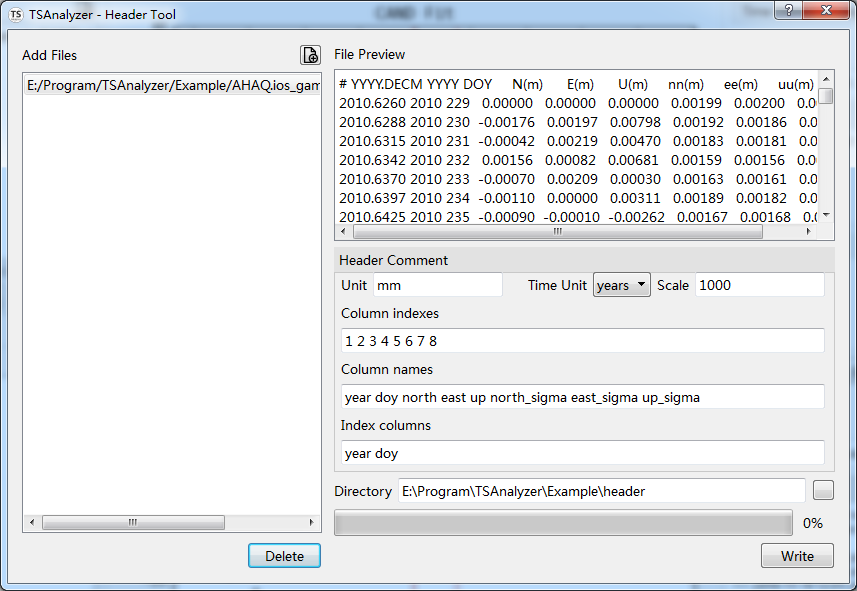 TS TSAnalyzer - Header Tool
Add Files
E:/Program/TSAnalyzer/Example/AHAQ.ios_gam
Delete
File Preview
# YYYY.DECM YYYY DOY N(m) E(m) U(m) nn(m) ee(m) uu(m)
2010.6260 2010 229 0.00000 0.00000 0.00000 0.00199 0.00200 0.0
2010.6288 2010 230 -0.00176 0.00197 0.00798 0.00192 0.00186 0.0
2010.6315 2010 231 -0.00042 0.00219 0.00470 0.00183 0.00181 0.0
2010.6342 2010 232 0.00156 0.00082 0.00681 0.00159 0.00156 0.0
2010.6370 2010 233 -0.00070 0.00209 0.00030 0.00163 0.00161 0.0
2010.6397 2010 234 -0.00110 0.00000 0.00311 0.00189 0.00182 0.0
2010.6425 2010 235 -0.00090 -0.00010 -0.00262 0.00167 0.00168 0.0
Header Comment
Unit mm Time Unit years Scale 1000
Column indexes
1 2 3 4 5 6 7 8
Column names
year doy north east up north_sigma east_sigma up_sigma
Index columns
year doy
Directory E:\Program\TSAnalyzer\Example\header
0%
Write